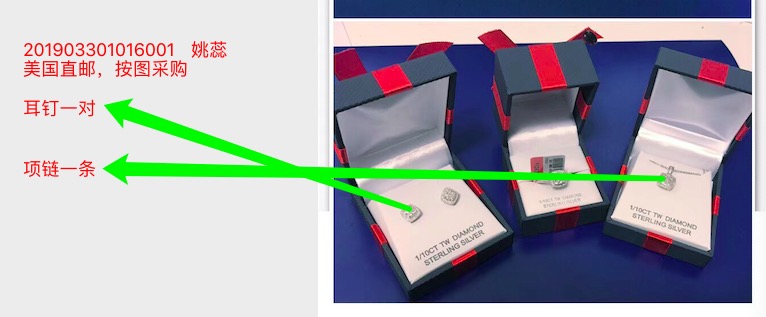 201903301016001 姚蕊
美国直邮，按图采购
耳钉一对
项链一条
1/10CT TW DIAMOND
STERLING SILVER
1/10CT TW DIAMOND
STERLING SILVER
1/10CT TW DIAMOND
STERLING SILVER